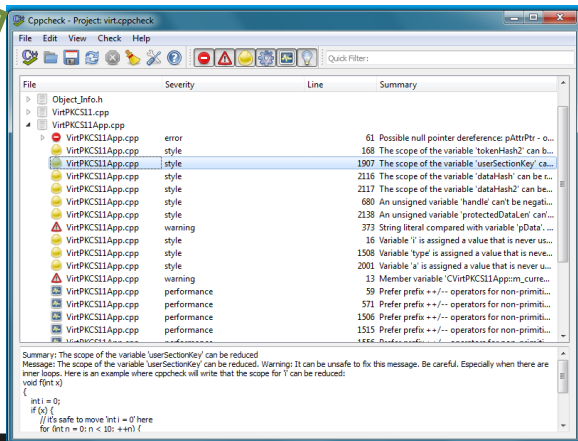 Cppcheck - Project: virt.cppcheck
File Edit View Check Help
Quick Filter:
File Severity Line Summary
Object_Info.h
VirtPKCS11.cpp
VirtPKCS11App.cpp
VirtPKCS11App.cpp error 61 Possible null pointer dereference: pAttrPtr - o...
VirtPKCS11App.cpp style 168 The scope of the variable 'tokenHash2' can b...
VirtPKCS11App.cpp style 1907 The scope of the variable 'userSectionKey' ca...
VirtPKCS11App.cpp style 2116 The scope of the variable 'dataHash' can be r...
VirtPKCS11App.cpp style 2117 The scope of the variable 'dataHash2' can be...
VirtPKCS11App.cpp style 680 An unsigned variable 'handle' can't be negati...
VirtPKCS11App.cpp style 2138 An unsigned variable 'protectedDataLen' can'...
VirtPKCS11App.cpp warning 373 String literal compared with variable 'pData'. ...
VirtPKCS11App.cpp style 16 Variable 'i' is assigned a value that is never us...
VirtPKCS11App.cpp style 1508 Variable 'type' is assigned a value that is neve...
VirtPKCS11App.cpp style 2001 Variable 'a' is assigned a value that is never u...
VirtPKCS11App.cpp warning 13 Member variable 'CVirtPKCS11App::m_curre...
VirtPKCS11App.cpp performance 59 Prefer prefix ++/-- operators for non-primiti...
VirtPKCS11App.cpp performance 571 Prefer prefix ++/-- operators for non-primiti...
VirtPKCS11App.cpp performance 1506 Prefer prefix ++/-- operators for non-primiti...
VirtPKCS11App.cpp performance 1515 Prefer prefix ++/-- operators for non-primiti...
Summary: The scope of the variable 'userSectionKey' can be reduced
Message: The scope of the variable 'userSectionKey' can be reduced. Warning: It can be unsafe to fix this message. Be careful. Especially when there are
inner loops. Here is an example where cppcheck will write that the scope for 'i' can be reduced:
void f(int x)
{
int i = 0;
if (x) {
// it's safe to move 'int i = 0' here
for (int n = 0; n < 10; ++n) {